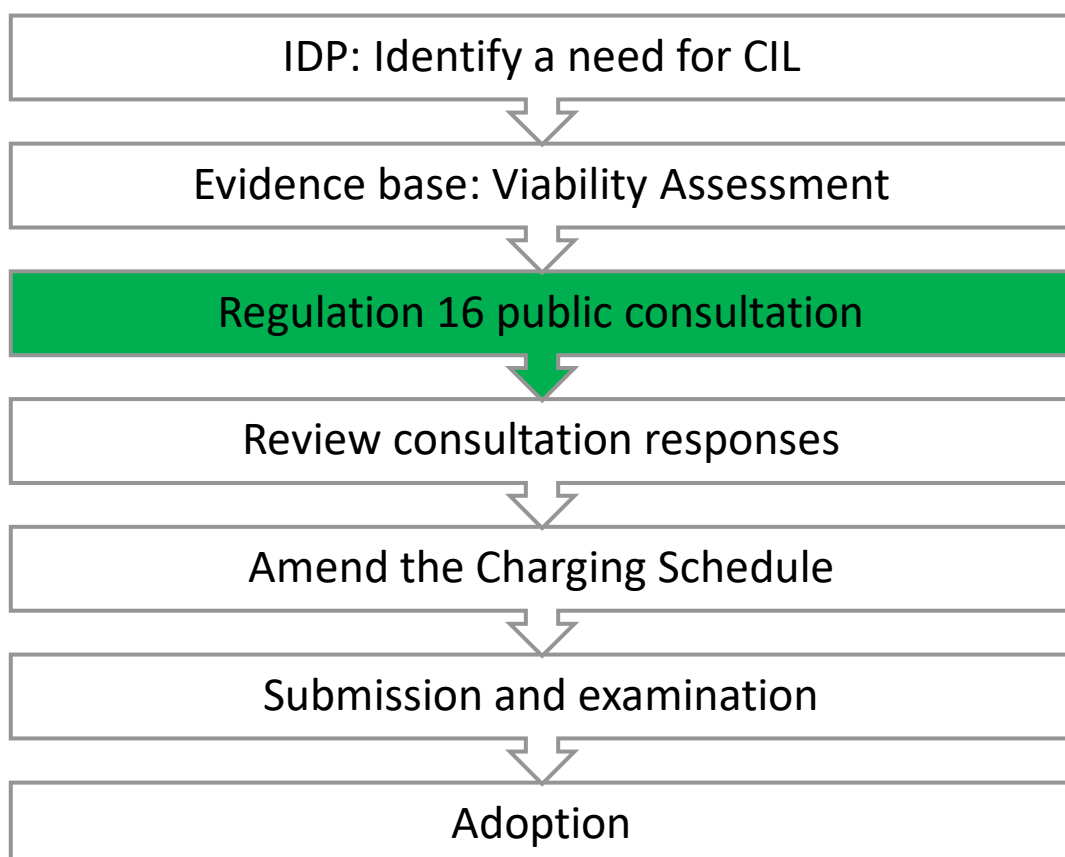 IDP: Identify a need for CIL
Evidence base: Viability Assessment
Regulation 16 public consultation
Review consultation responses
Amend the Charging Schedule
Submission and examination
Adoption